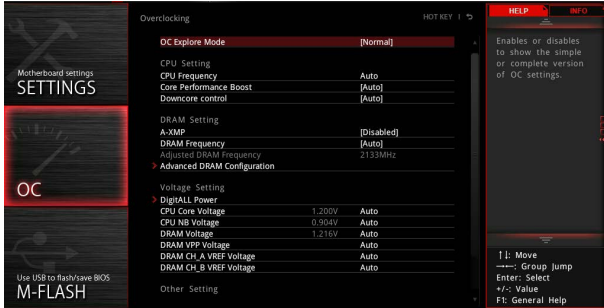 Overclocking
HOT KEY |
HELP
INFO
OC Explore Mode [Normal]
CPU Setting
CPU Frequency Auto
Core Performance Boost [Auto]
Downcore control [Auto]
DRAM Setting
A-XMP [Disabled]
DRAM Frequency [Auto]
Adjusted DRAM Frequency 2133MHz
Advanced DRAM Configuration
Voltage Setting
DigitALL Power
CPU Core Voltage 1.200V Auto
CPU NB Voltage 0.904V Auto
DRAM Voltage 1.216V Auto
DRAM VPP Voltage Auto
DRAM CH_A VREF Voltage Auto
DRAM CH_B VREF Voltage Auto
Other Setting
Motherboard settings
SETTINGS
OC
Use USB to flash/save BIOS
M-FLASH
Enables or disables
to show the simple
or complete version
of OC settings.
↑↓: Move
→←: Group Jump
Enter: Select
+/-: Value
F1: General Help